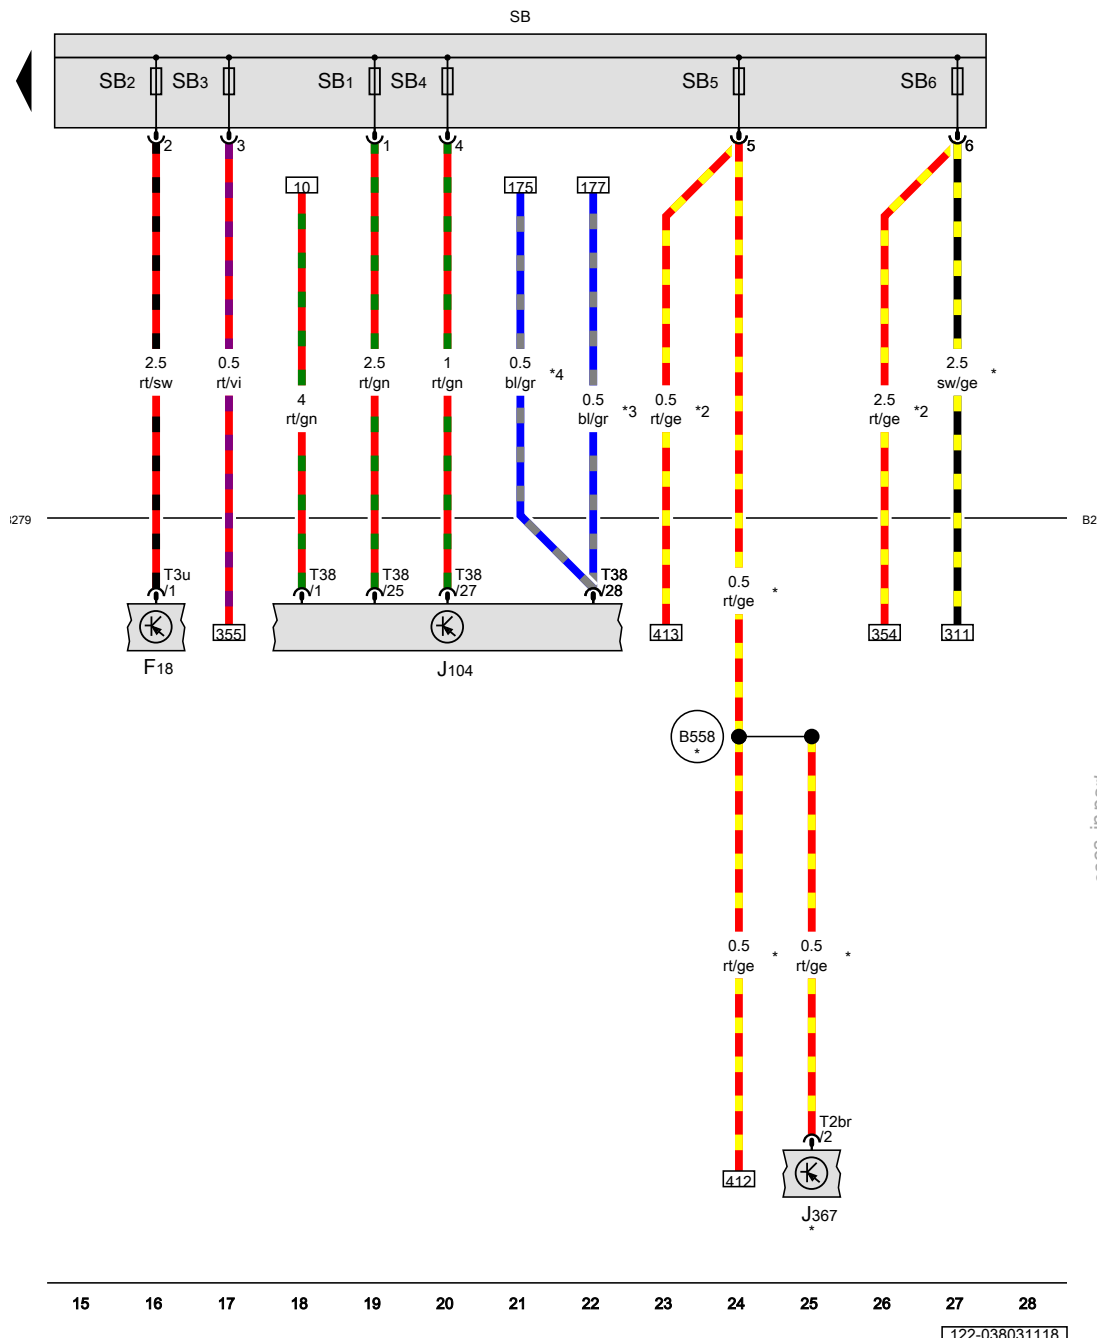 SB
SB2 SB3 SB1 SB4 SB5 SB6
2 3 1 4 5 6
10 175 177
2.5
rt/sw
0.5
rt/vi
4
rt/gn
2.5
rt/gn
1
rt/gn
0.5
bl/gr *4
0.5
bl/gr *3
0.5
rt/ge *2
2.5
rt/ge *2
2.5
sw/ge *
B2
T3u
/1
T38
/1
T38
/25
T38
/27
T38
/28
0.5
rt/ge *
355 413 354 311
F18 J104
B558
*
0.5
rt/ge *
0.5
rt/ge *
T2br
/2
412
J367
*
15 16 17 18 19 20 21 22 23 24 25 26 27 28
122-038031118